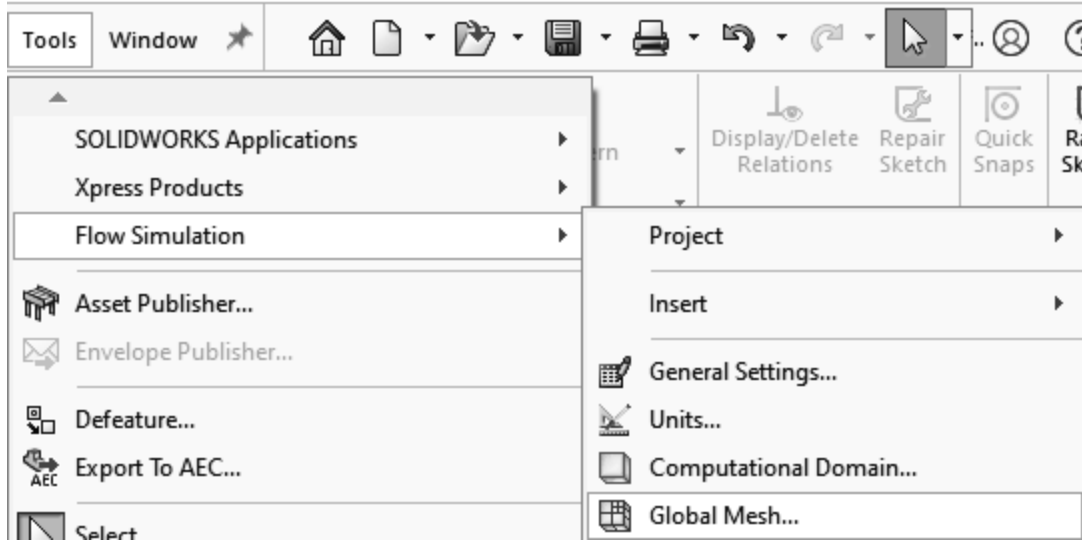 Tools Window
Display/Delete Relations
Repair Sketch
Quick Snaps
SOLIDWORKS Applications
Xpress Products
Flow Simulation
Project
Insert
Asset Publisher...
Envelope Publisher...
General Settings...
Defeature...
Units...
Export To AEC...
AEC
Computational Domain...
Select
Global Mesh...